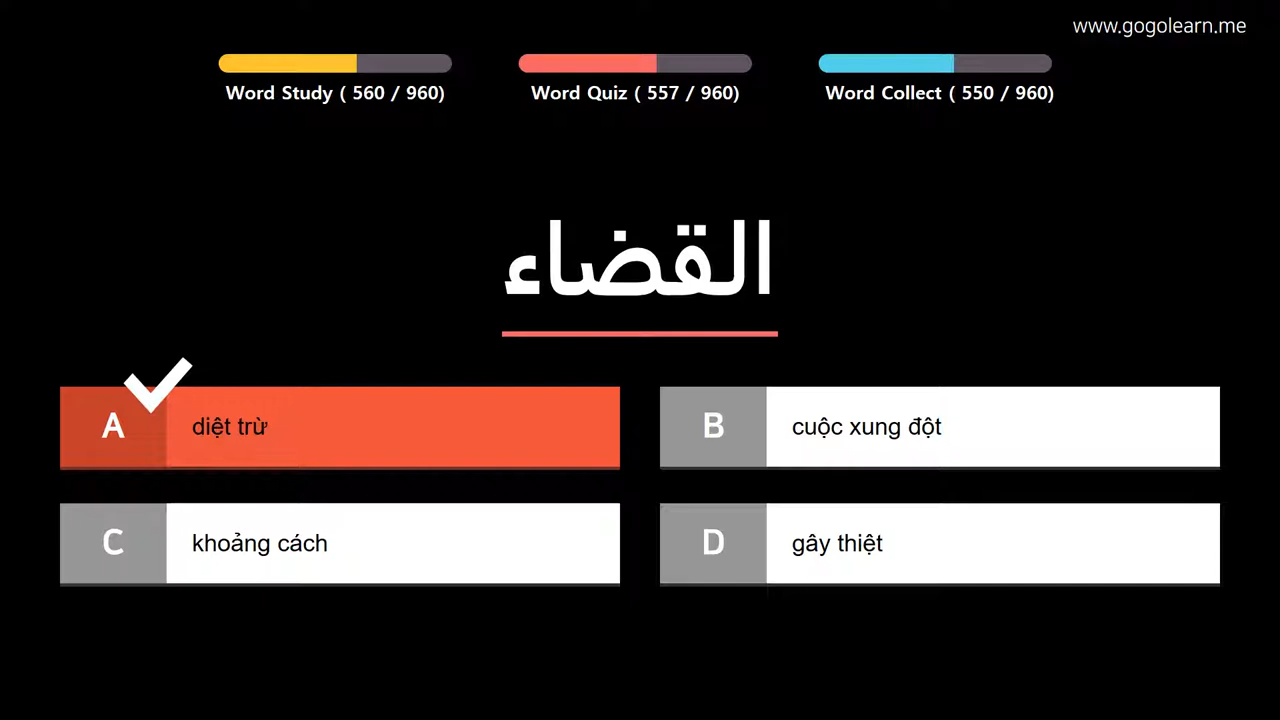 www.gogolearn.me
Word Study ( 560 / 960)
Word Quiz ( 557 / 960)
Word Collect ( 550 / 960)
القضاء
A diệt trừ
B cuộc xung đột
C khoảng cách
D gây thiệt